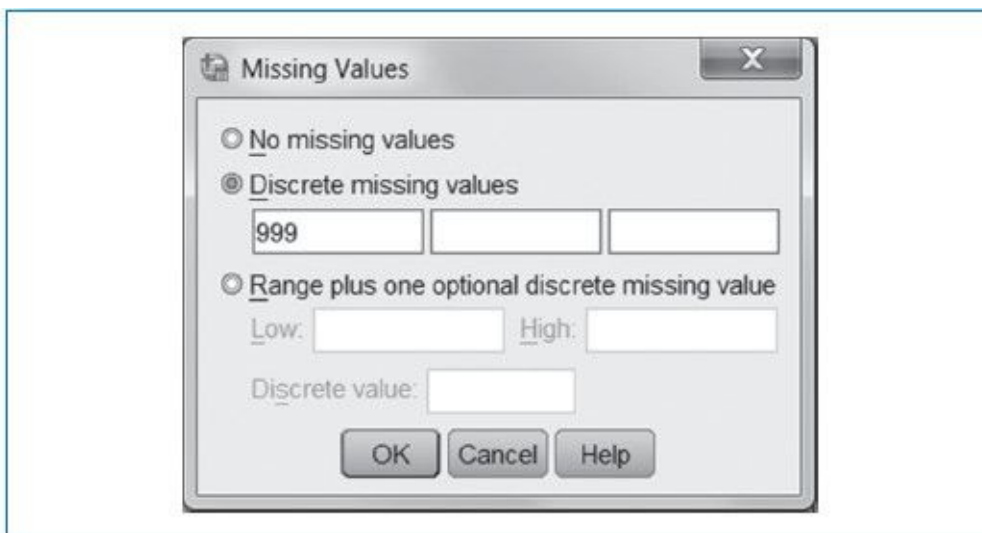 Missing Values
No missing values
Discrete missing values
999
Range plus one optional discrete missing value
Low: High:
Discrete value:
OK Cancel Help